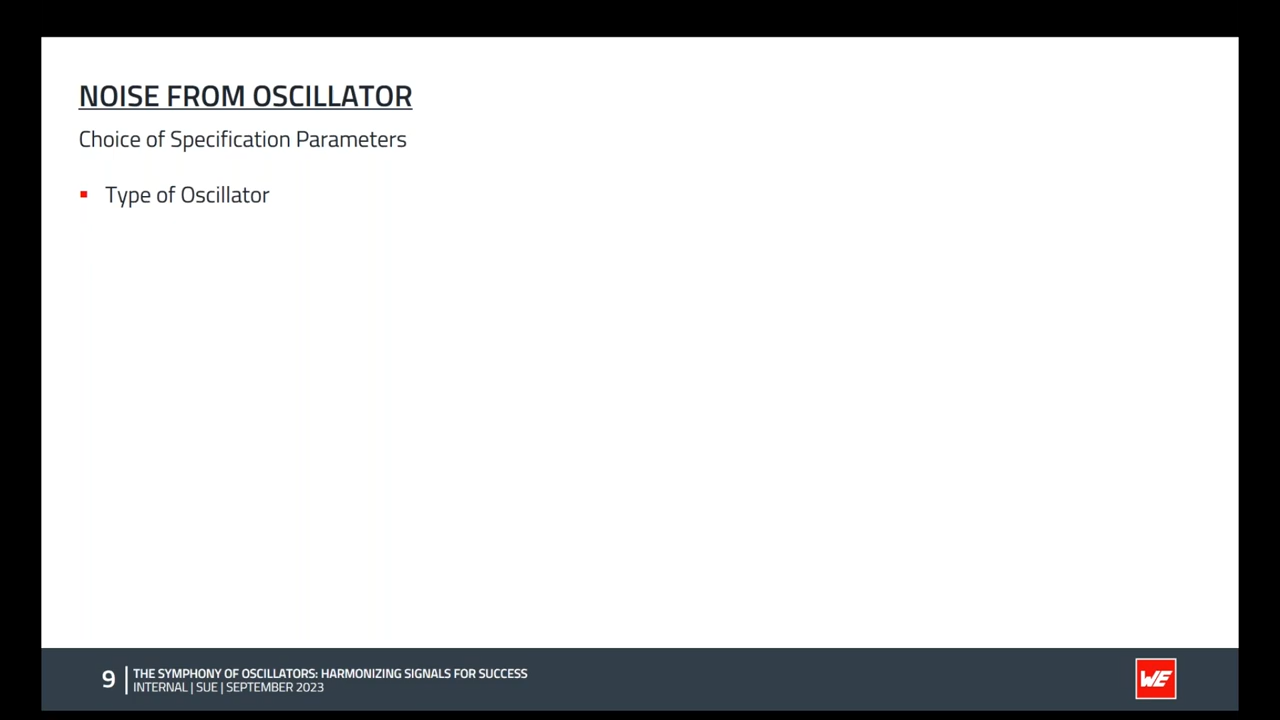 NOISE FROM OSCILLATOR
Choice of Specification Parameters
Type of Oscillator
9
THE SYMPHONY OF OSCILLATORS: HARMONIZING SIGNALS FOR SUCCESS
INTERNAL | SUE | SEPTEMBER 2023
WE